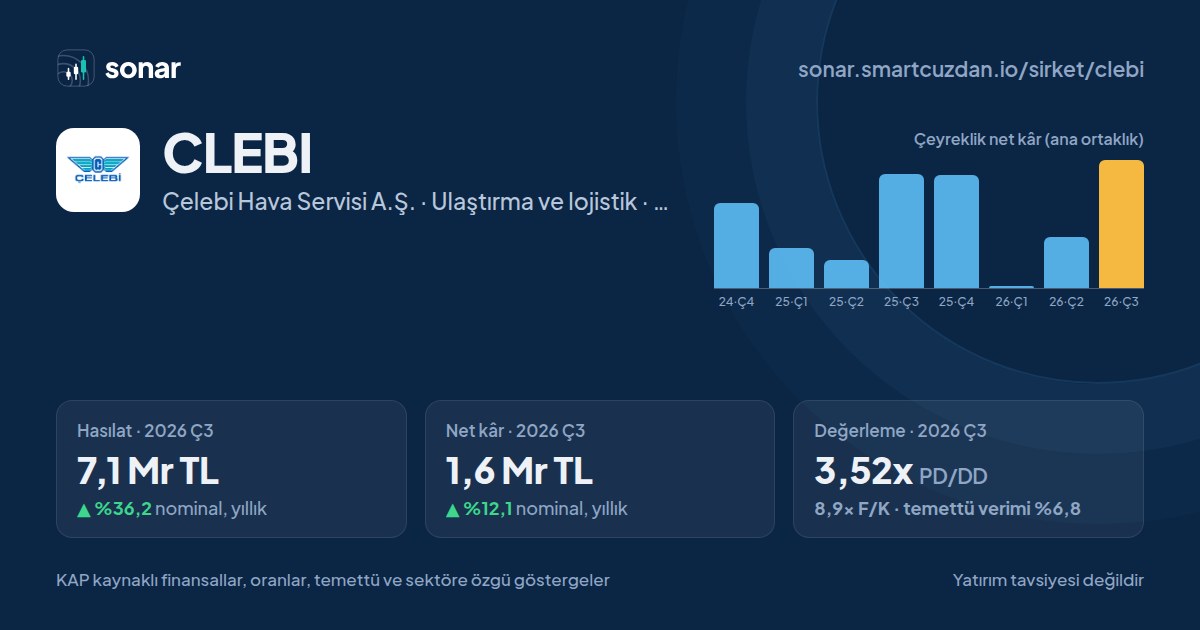 sonar
sonar.smartcuzdan.io/sirket/clebi
ÇELEBİ
CLEBI
Çelebi Hava Servisi A.Ş. · Ulaştırma ve lojistik · ...
Çeyreklik net kâr (ana ortaklık)
24·Ç4 25·Ç1 25·Ç2 25·Ç3 25·Ç4 26·Ç1 26·Ç2 26·Ç3
Hasılat · 2026 Ç3
7,1 Mr TL
▲ %36,2 nominal, yıllık
Net kâr · 2026 Ç3
1,6 Mr TL
▲ %12,1 nominal, yıllık
Değerleme · 2026 Ç3
3,52x PD/DD
8,9× F/K · temettü verimi %6,8
KAP kaynaklı finansallar, oranlar, temettü ve sektöre özgü göstergeler
Yatırım tavsiyesi değildir